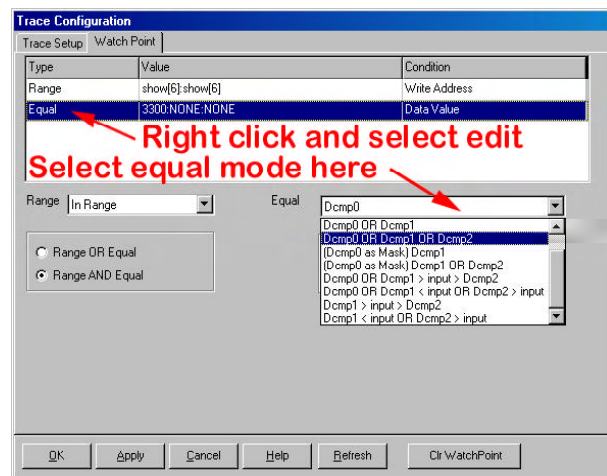 Trace Configuration
Trace Setup Watch Point
Type Value Condition
Range show[6]:show[6] Write Address
Equal 3300:NONE:NONE Data Value
Right click and select edit
Select equal mode here
Range In Range Equal Dcmp0
Dcmp0 OR Dcmp1
Dcmp0 OR Dcmp1 OR Dcmp2
(Dcmp0 as Mask) Dcmp1
(Dcmp0 as Mask) Dcmp1 OR Dcmp2
Dcmp0 OR Dcmp1 > input > Dcmp2
Dcmp0 OR Dcmp1 < input OR Dcmp2 > input
Dcmp1 > input > Dcmp2
Dcmp1 < input OR Dcmp2 > input
Range OR Equal
Range AND Equal
OK Apply Cancel Help Refresh Clr WatchPoint